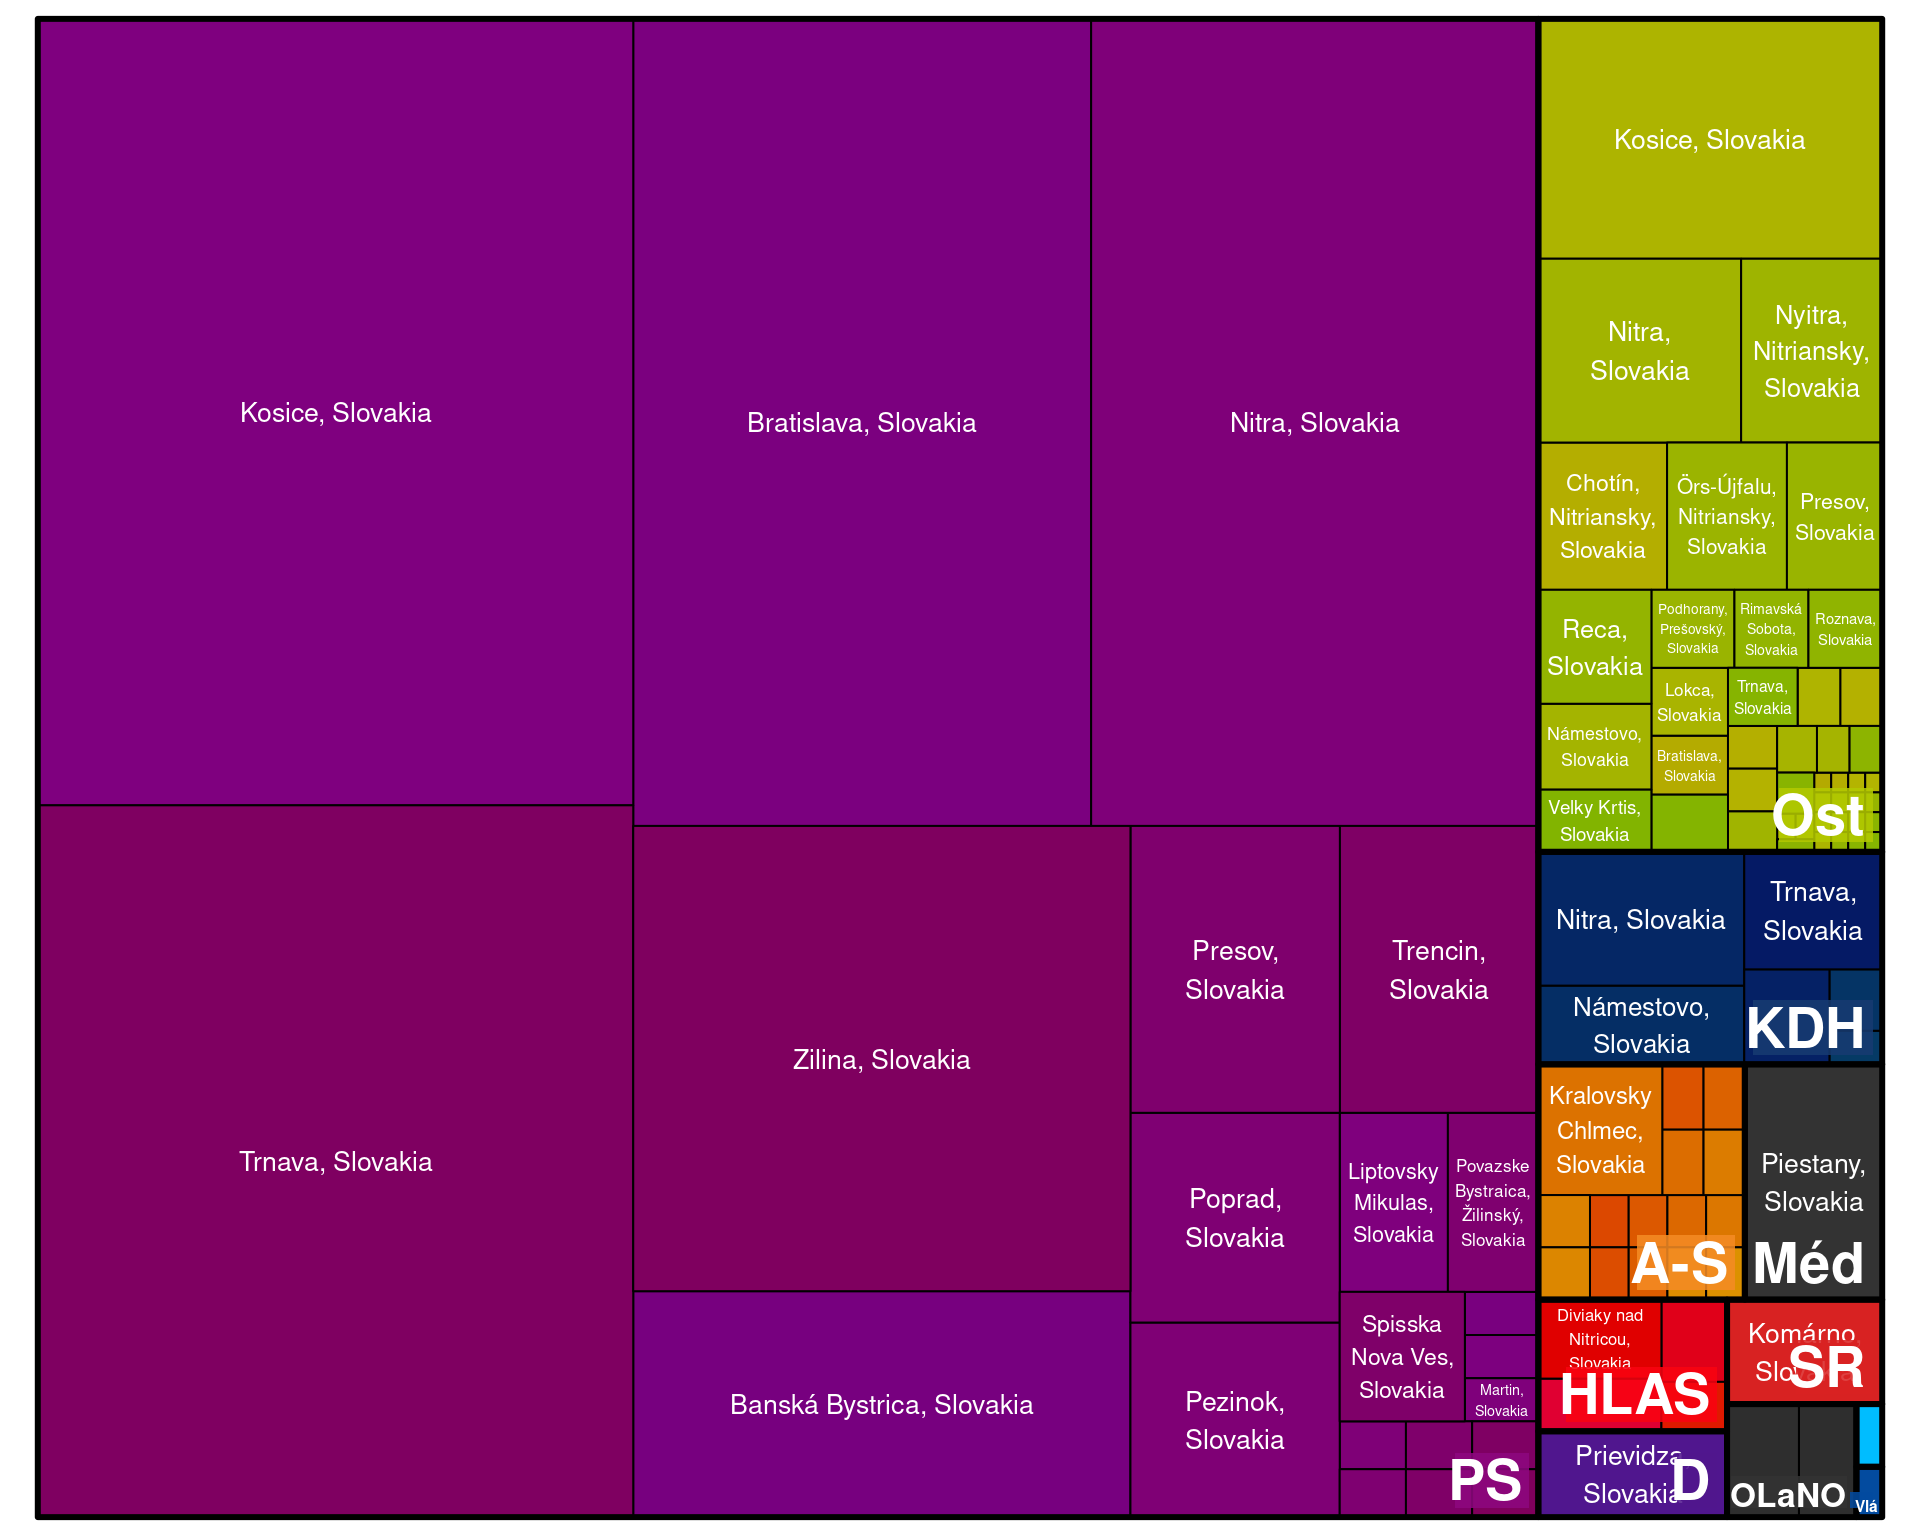 Kosice, Slovakia
Bratislava, Slovakia
Nitra, Slovakia
Trnava, Slovakia
Zilina, Slovakia
Banská Bystrica, Slovakia
Presov,
Slovakia
Trencin,
Slovakia
Poprad,
Slovakia
Pezinok,
Slovakia
Liptovsky
Mikulas,
Slovakia
Povazske
Bystraica,
Žilinský,
Slovakia
Spisska
Nova Ves,
Slovakia
Martin,
Slovakia
PS
Kosice, Slovakia
Nitra,
Slovakia
Nyitra,
Nitriansky,
Slovakia
Chotín,
Nitriansky,
Slovakia
Örs-Újfalu,
Nitriansky,
Slovakia
Presov,
Slovakia
Reca,
Slovakia
Podhorany,
Prešovský,
Slovakia
Rimavská
Sobota,
Slovakia
Roznava,
Slovakia
Námestovo,
Slovakia
Lokca,
Slovakia
Trnava,
Slovakia
Bratislava,
Slovakia
Velky Krtis,
Slovakia
Ost
Nitra, Slovakia
Trnava,
Slovakia
Námestovo,
Slovakia
KDH
Kralovsky
Chlmec,
Slovakia
A-S
Piestany,
Slovakia
Méd
Diviaky nad
Nitricou,
Slovakia
HLAS
Komárno,
Slovakia
SR
Prievidza,
Slovakia
D
OLaNO
Vlá